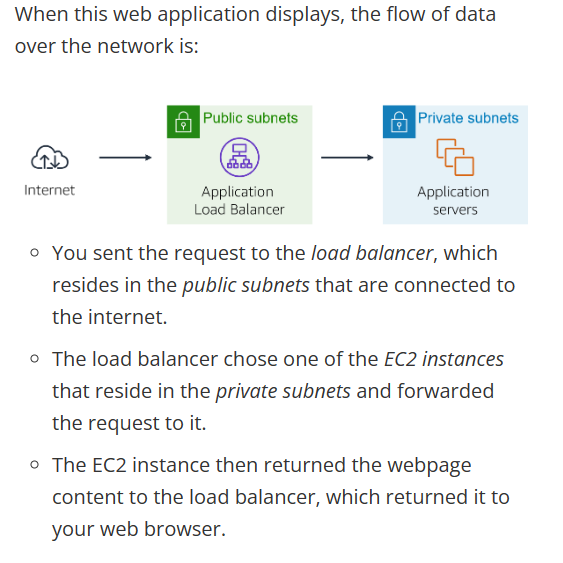 When this web application displays, the flow of data
over the network is:
Public subnets
Private subnets
Internet
Application
Load Balancer
Application
servers
You sent the request to the load balancer, which
resides in the public subnets that are connected to
the internet.
The load balancer chose one of the EC2 instances
that reside in the private subnets and forwarded
the request to it.
The EC2 instance then returned the webpage
content to the load balancer, which returned it to
your web browser.